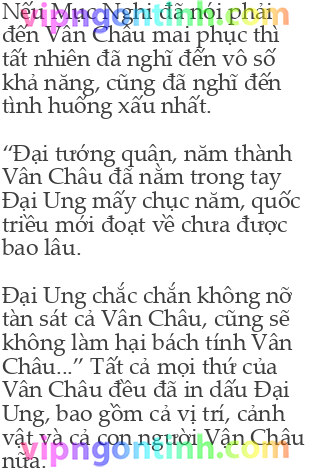 Nếu Mục Nghi đã nói phải
đến Vân Châu mai phục thì
tất nhiên đã nghĩ đến vô số
khả năng, cũng đã nghĩ đến
tình huống xấu nhất.
“Đại tướng quân, năm thành
Vân Châu đã nằm trong tay
Đại Ung mấy chục năm, quốc
triều mới đoạt về chưa được
bao lâu.
Đại Ung chắc chắn không nỡ
tàn sát cả Vân Châu, cũng sẽ
không làm hại bách tính Vân
Châu...” Tất cả mọi thứ của
Vân Châu đều đã in dấu Đại
Ung, bao gồm cả vị trí, cảnh
vật và cả con người Vân Châu
nữa.
vipngontinh.com
vipngontinh.com